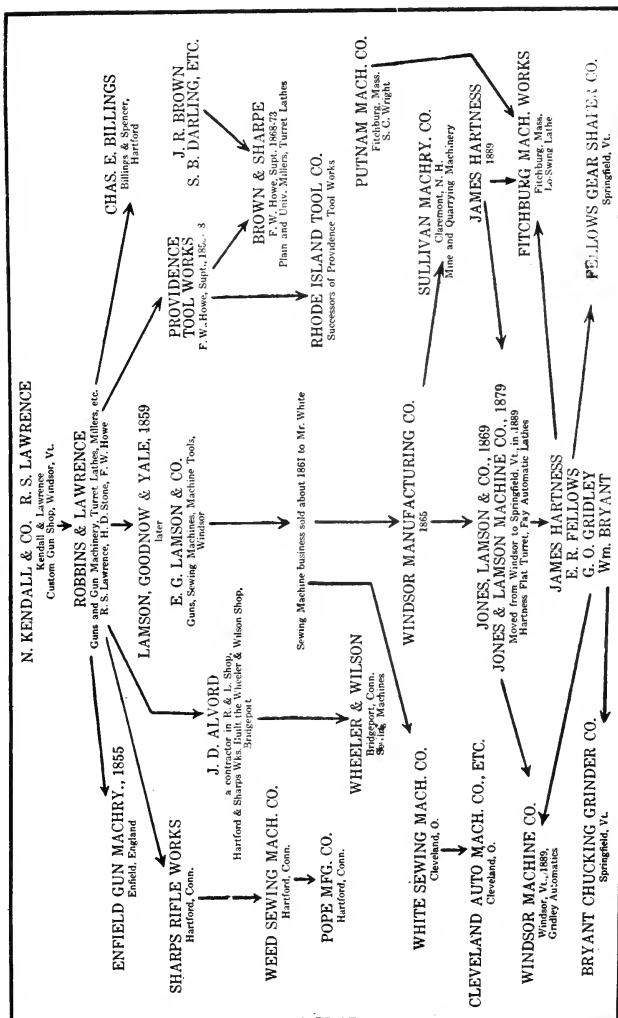 N. KENDALL & CO. R. S. LAWRENCE
Kendall & Lawrence
Custom Gun Shop, Windsor, Vt.
ROBBINS & LAWRENCE
Guns and Gun Machinery, Turret Lathes, Millers, etc.
R. S. Lawrence, H. D. Stone, F. W. Howe
ENFIELD GUN MACHRY., 1855
Enfield, England
SHARPS RIFLE WORKS
Hartford, Conn.
WEED SEWING MACH. CO.
Hartford, Conn.
POPE MFG. CO.
Hartford, Conn.
J. D. ALVORD
a contractor in R. & L. Shop,
Hartford & Sharps Wks. Built the Wheeler & Wilson Shop,
Bridgeport
WHEELER & WILSON
Bridgeport, Conn.
Sewing Machines
LAMSON, GOODNOW & YALE, 1859
later
E. G. LAMSON & CO.
Guns, Sewing Machines, Machine Tools,
Windsor
CHAS. E. BILLINGS
Billings & Spencer,
Hartford
PROVIDENCE
TOOL WORKS
F. W. Howe, Supt.,
J. R. BROWN
S. B. DARLING, ETC.
BROWN & SHARPE
F. W. Howe, Supt. 1868-73
Plain and Univ. Millers, Turret Lathes
RHODE ISLAND TOOL CO.
Successors of Providence Tool Works
Sewing Machine business sold about 1861 to Mr. White
WHITE SEWING MACH. CO.
Cleveland, O.
CLEVELAND AUTO MACH. CO., ETC.
Cleveland, O.
WINDSOR MANUFACTURING CO.
1865
SULLIVAN MACHRY. CO.
Claremont, N. H.
Mine and Quarrying Machinery
PUTNAM MACH. CO.
Fitchburg, Mass.
S. C. Wright
JONES, LAMSON & CO., 1869
JONES & LAMSON MACHINE CO., 1879
Moved from Windsor to Springfield, Vt. in 1889
Hartness Flat Turret, Fay Automatic Lathes
JAMES HARTNESS
1889
FITCHBURG MACH. WORKS
Fitchburg, Mass.
Lo-Swing Lathe
WINDSOR MACHINE CO.
Windsor, Vt., 1889,
Gridley Automatics
JAMES HARTNESS
E. R. FELLOWS
G. O. GRIDLEY
Wm. BRYANT
BRYANT CHUCKING GRINDER CO.
Springfield, Vt.
FELLOWS GEAR SHAPER CO.
Springfield, Vt.